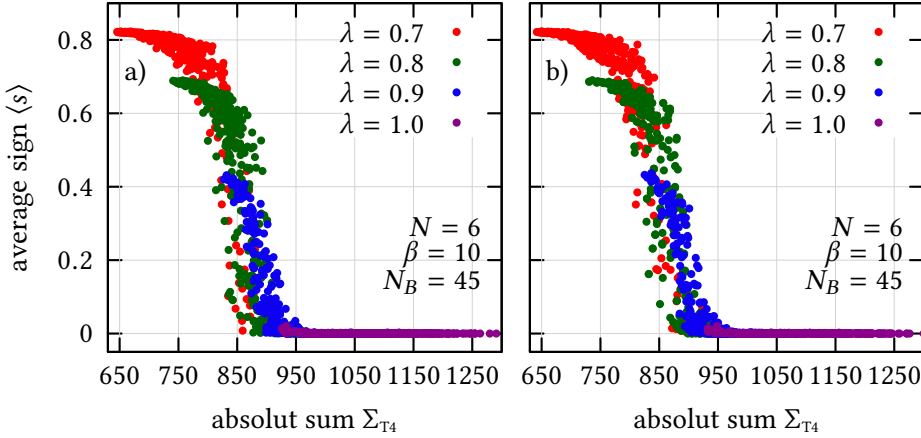 average sign ⟨s⟩
0.8
0.6
0.4
0.2
0
a)
λ = 0.7
λ = 0.8
λ = 0.9
λ = 1.0
N = 6
β = 10
N_B = 45
650 750 850 950 1050 1150 1250
absolut sum Σ_T4
b)
λ = 0.7
λ = 0.8
λ = 0.9
λ = 1.0
N = 6
β = 10
N_B = 45
650 750 850 950 1050 1150 1250
absolut sum Σ_T4